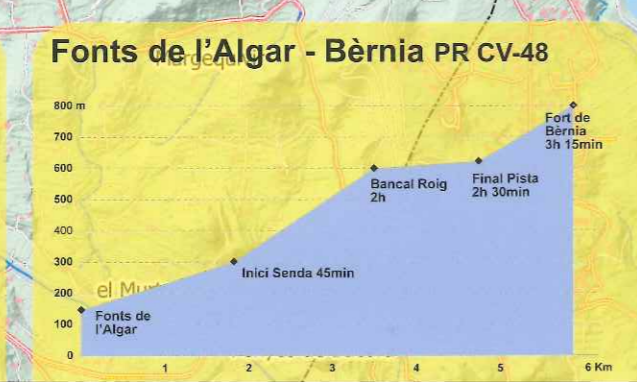 Fonts de l'Algar - Bèrnia PR CV-48
800 m
700
600
500
400
300
200
100
0
Fort de
Bèrnia
3h 15min
Bancal Roig
2h
Final Pista
2h 30min
Inici Senda 45min
el Mur
Fonts de
l'Algar
1
2
3
4
5
6 Km